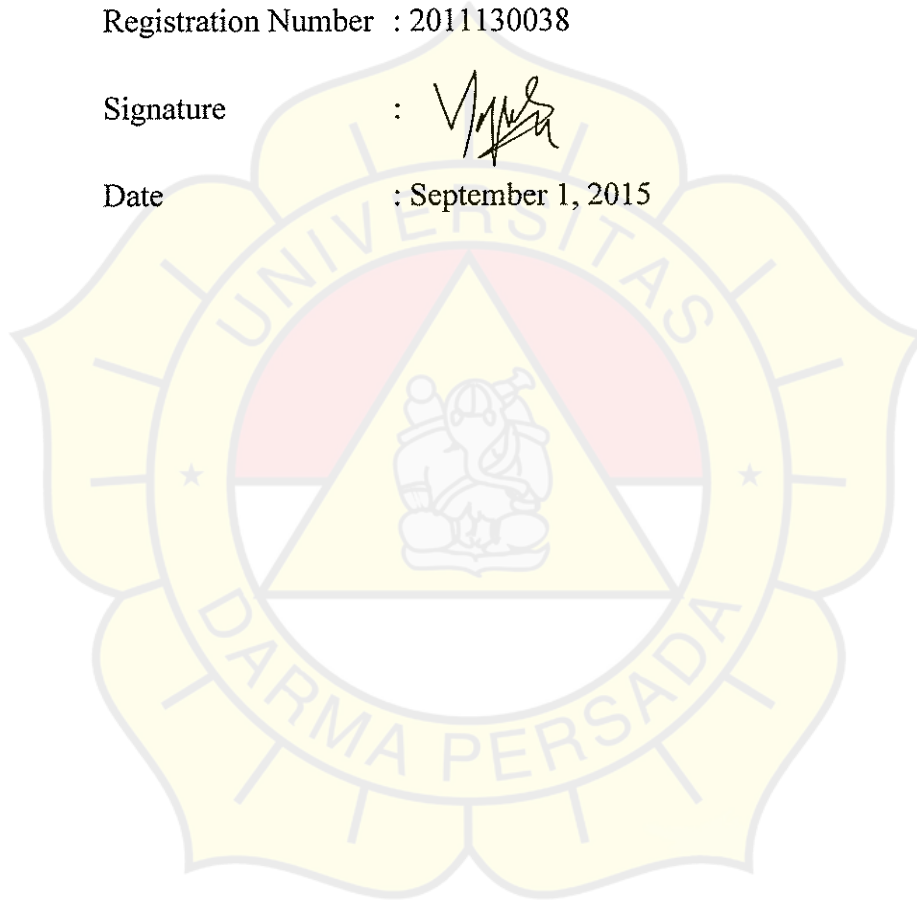 Registration Number : 2011130038
Signature :
Date : September 1, 2015
UNIVERSITAS
DARMA PERSADA